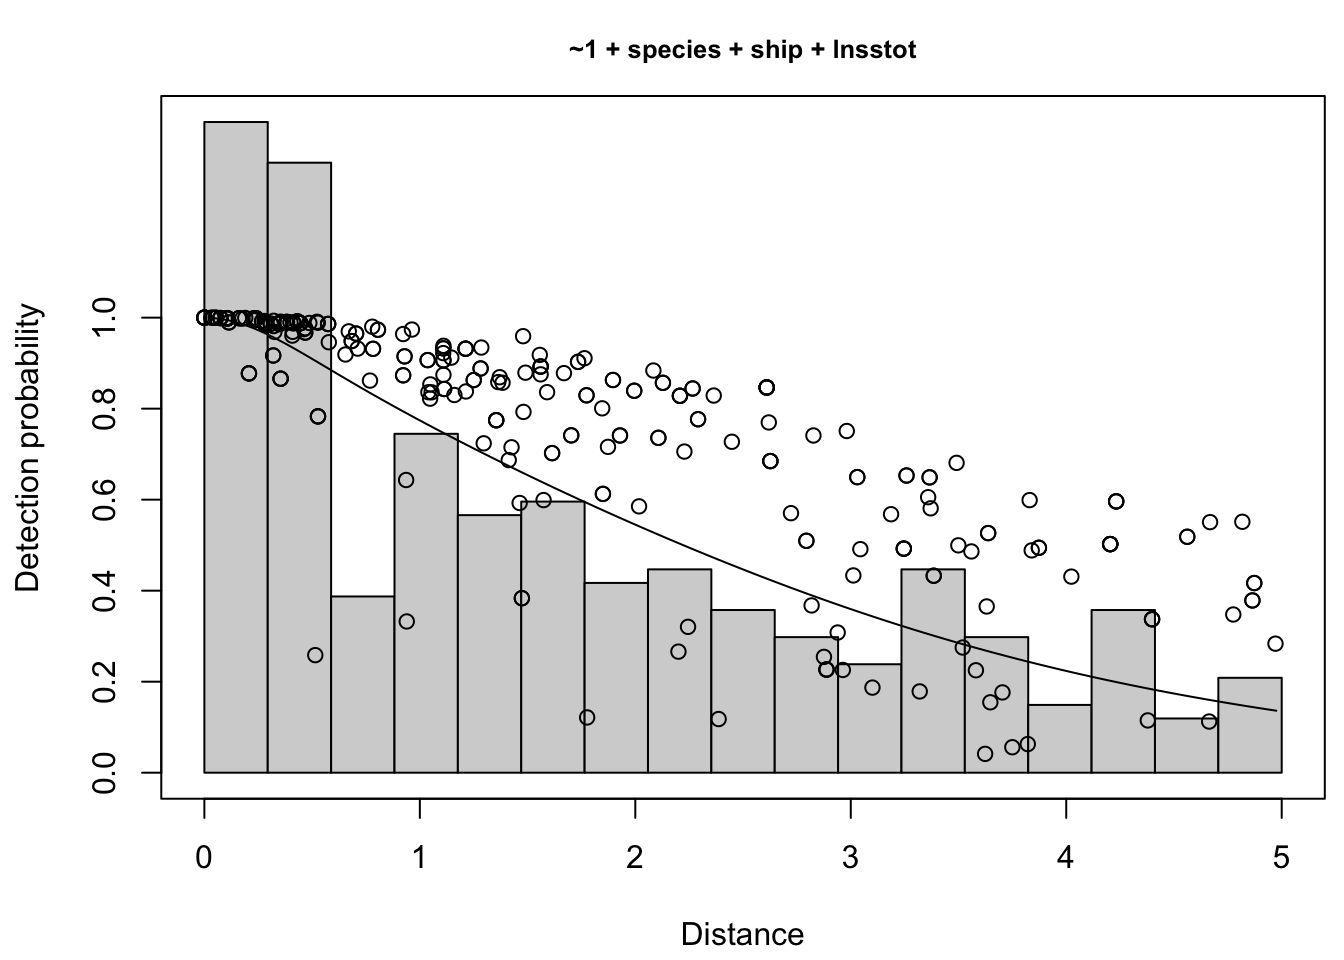 ~1 + species + ship + lnsstot
Detection probability
1.0
0.8
0.6
0.4
0.2
0.0
0 1 2 3 4 5
Distance